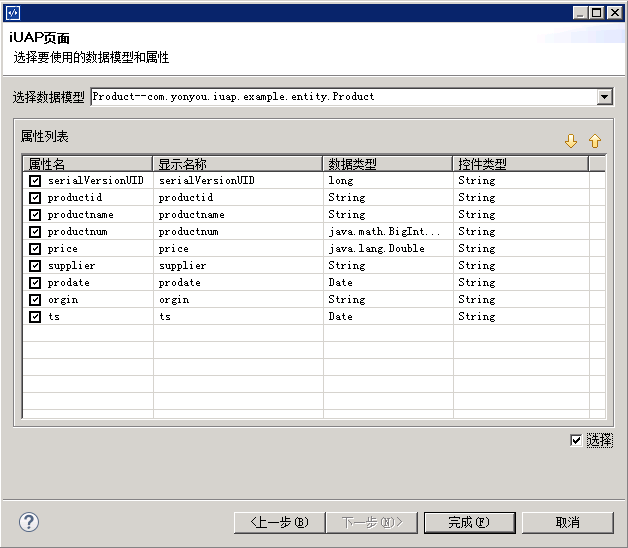 iUAP页面
选择要使用的数据模型和属性
选择数据模型 Product--com.yonyou.iuap.example.entity.Product
属性列表
属性名 显示名称 数据类型 控件类型
serialVersionUID serialVersionUID long String
productid productid String String
productname productname String String
productnum productnum java.math.BigInt... String
price price java.lang.Double String
supplier supplier String String
prodate prodate Date String
orgin orgin String String
ts ts Date String
选择
? <上一步(B) 下一步(N)> 完成(F) 取消